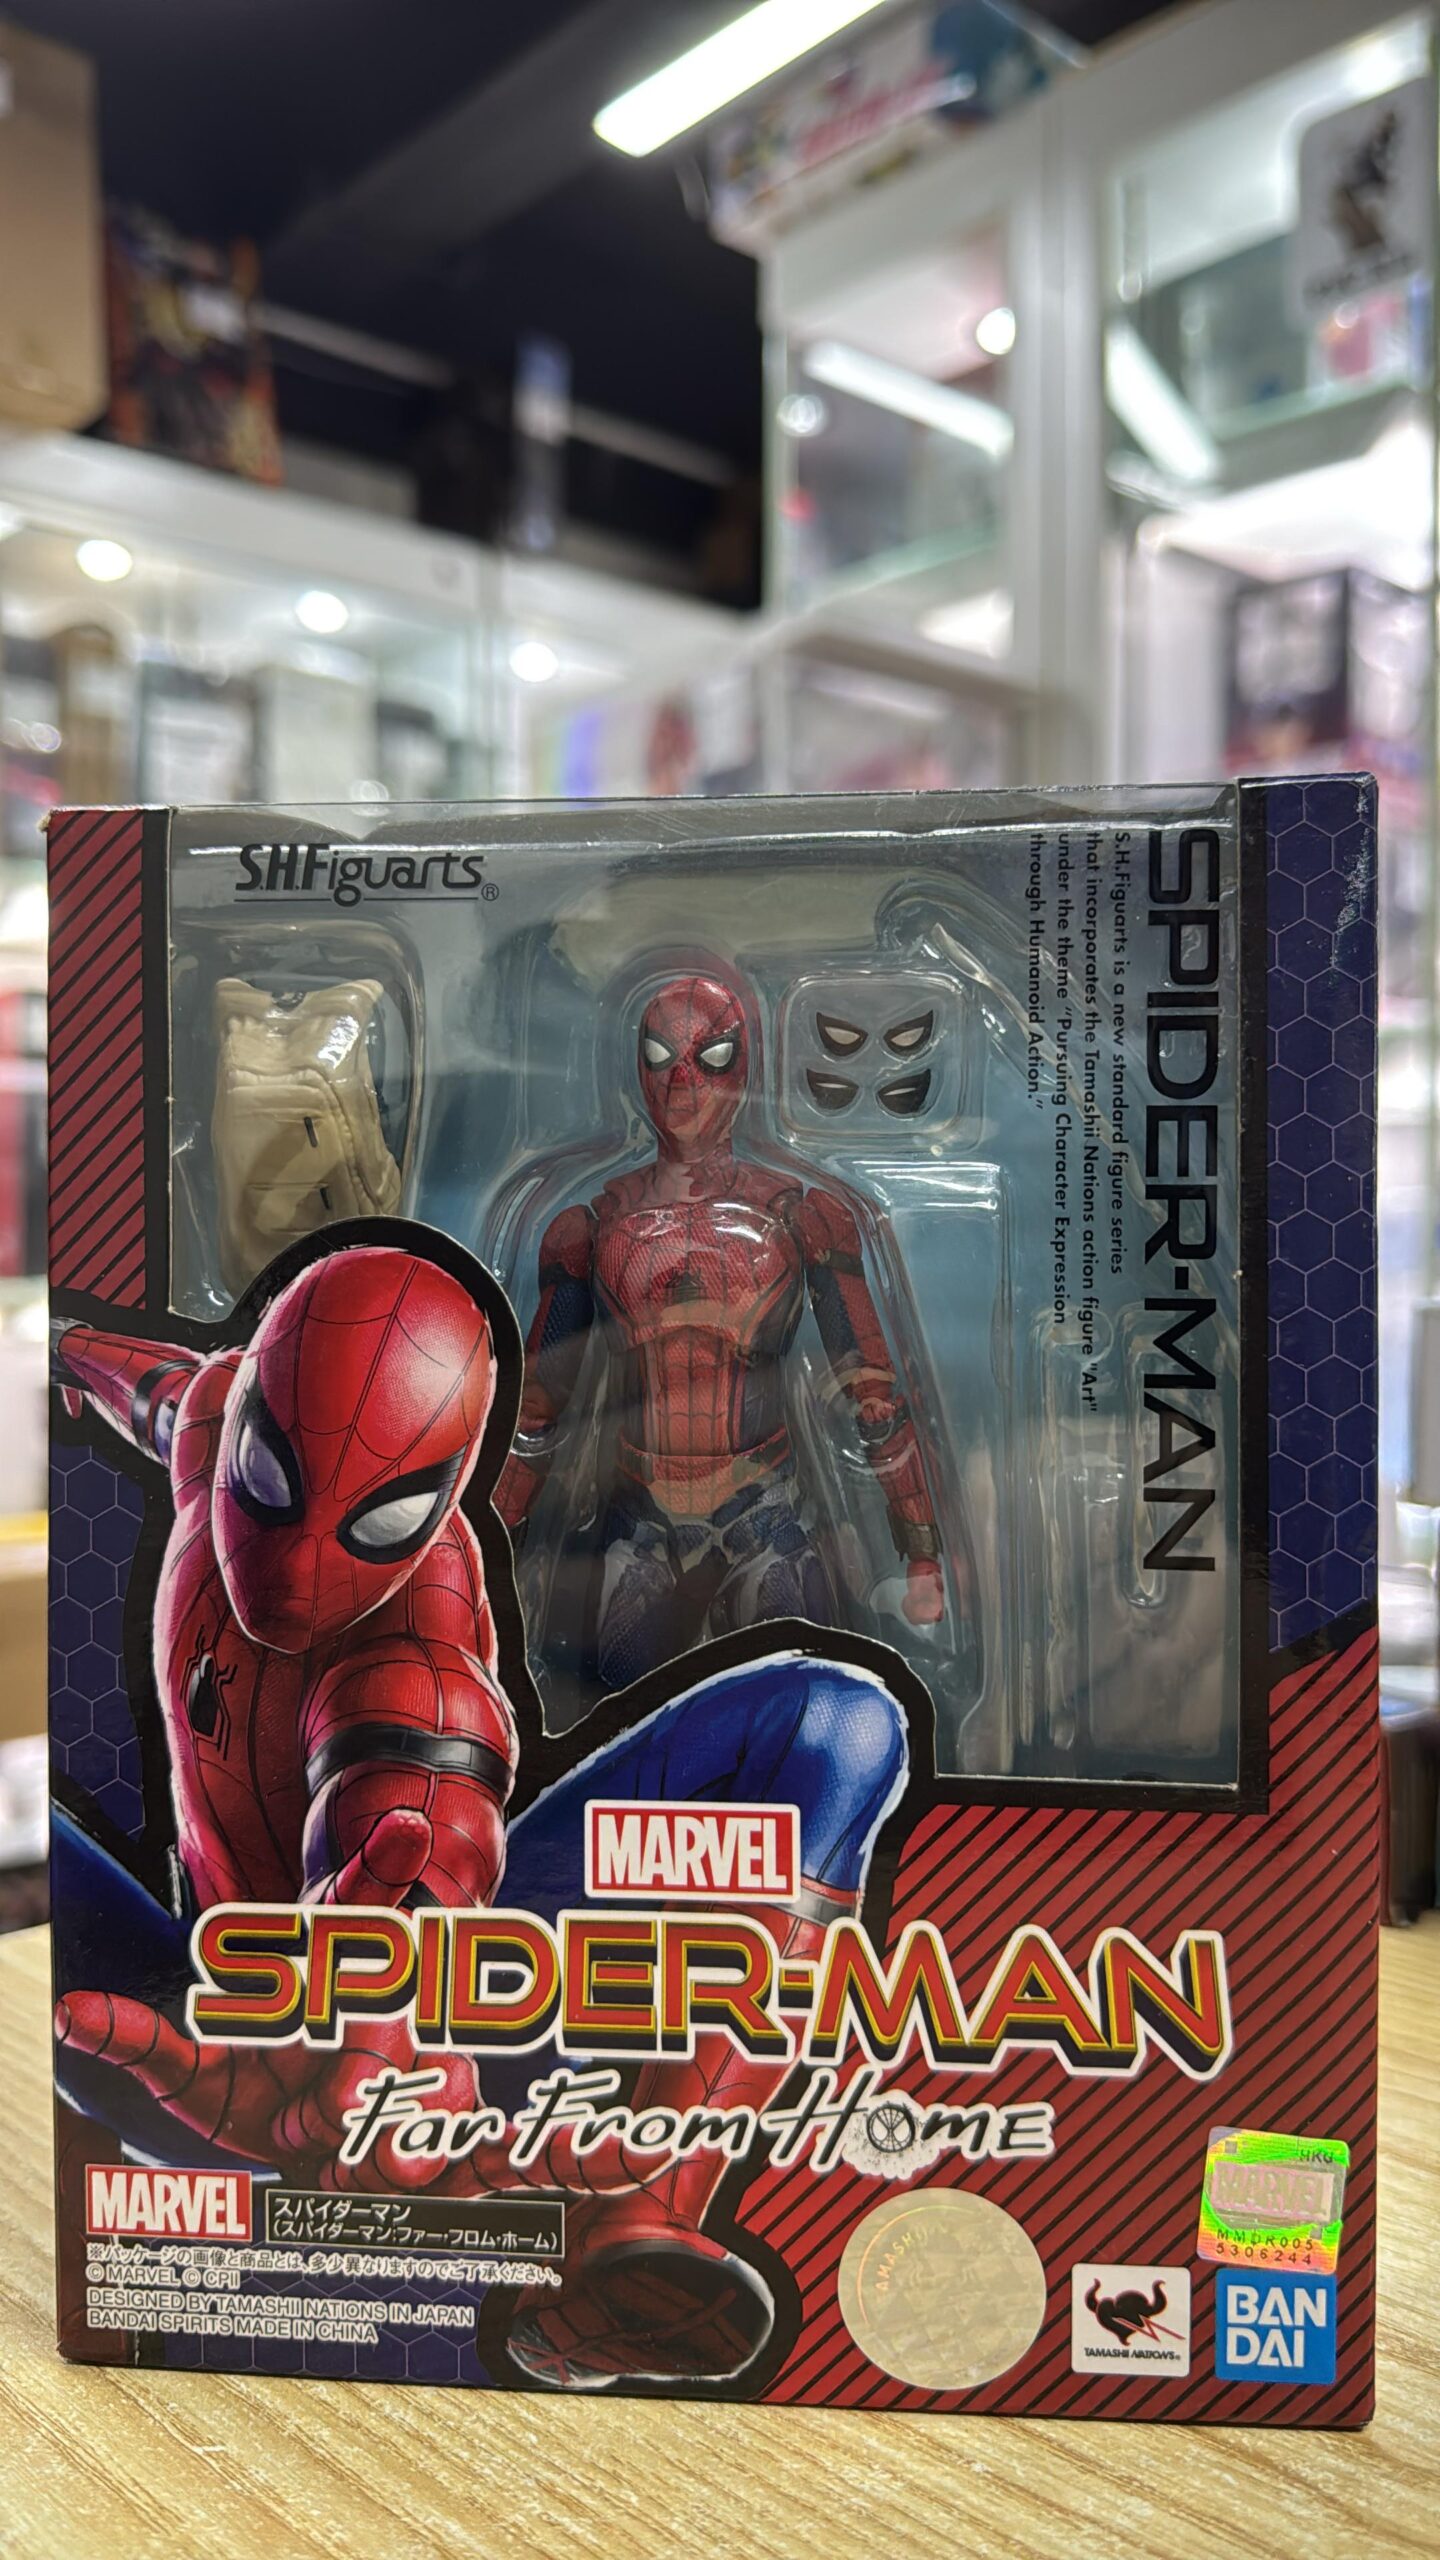 S.H.Figuarts®
SPIDER-MAN
S.H.Figuarts is a new standard figure series
that incorporates the Tamashii Nations action figure "Art"
under the theme "Pursuing Character Expression
through Humanoid Action."
MARVEL
SPIDER-MAN
Far From Home
MARVEL
スパイダーマン
(スパイダーマン:ファー・フロム・ホーム)
※パッケージの画像と商品とは、多少異なりますのでご了承ください。
© MARVEL © CPII
DESIGNED BY TAMASHII NATIONS IN JAPAN
BANDAI SPIRITS MADE IN CHINA
TAMASHII NATIONS®
HKG
MARVEL
MMDR005
5306244
BAN
DAI